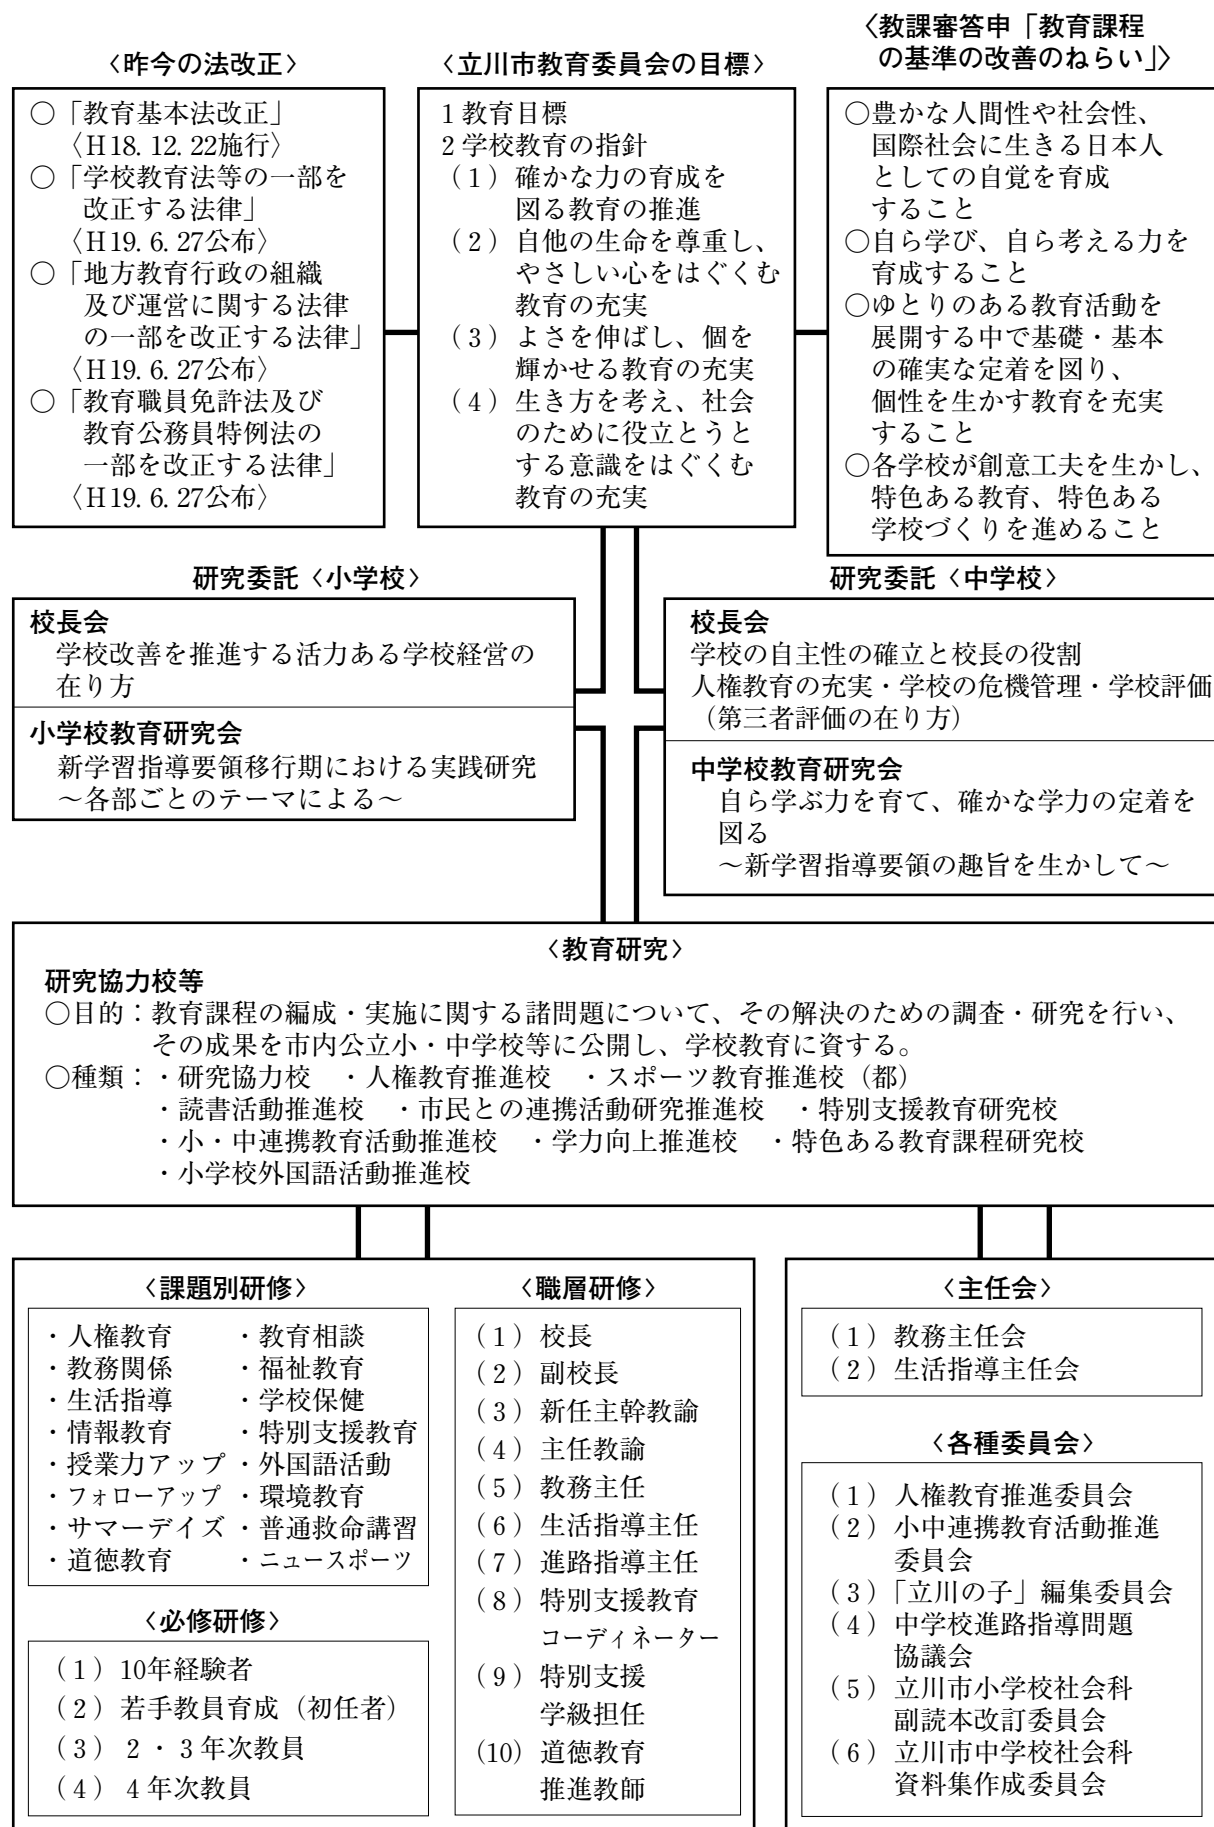 〈昨今の法改正〉
○「教育基本法改正」
〈H18.12.22施行〉
○「学校教育法等の一部を
改正する法律」
〈H19.6.27公布〉
○「地方教育行政の組織
及び運営に関する法律
の一部を改正する法律」
〈H19.6.27公布〉
○「教育職員免許法及び
教育公務員特例法の
一部を改正する法律」
〈H19.6.27公布〉
〈立川市教育委員会の目標〉
1 教育目標
2 学校教育の指針
(1) 確かな力の育成を
図る教育の推進
(2) 自他の生命を尊重し、
やさしい心をはぐくむ
教育の充実
(3) よさを伸ばし、個を
輝かせる教育の充実
(4) 生き方を考え、社会
のために役立とうと
する意識をはぐくむ
教育の充実
〈教課審答申「教育課程
の基準の改善のねらい」〉
○豊かな人間性や社会性、
国際社会に生きる日本人
としての自覚を育成
すること
○自ら学び、自ら考える力を
育成すること
○ゆとりのある教育活動を
展開する中で基礎・基本
の確実な定着を図り、
個性を生かす教育を充実
すること
○各学校が創意工夫を生かし、
特色ある教育、特色ある
学校づくりを進めること
研究委託〈小学校〉
校長会
学校改善を推進する活力ある学校経営の
在り方
小学校教育研究会
新学習指導要領移行期における実践研究
～各部ごとのテーマによる～
研究委託〈中学校〉
校長会
学校の自主性の確立と校長の役割
人権教育の充実・学校の危機管理・学校評価
（第三者評価の在り方）
中学校教育研究会
自ら学ぶ力を育て、確かな学力の定着を
図る
～新学習指導要領の趣旨を生かして～
〈教育研究〉
研究協力校等
○目的：教育課程の編成・実施に関する諸問題について、その解決のための調査・研究を行い、
その成果を市内公立小・中学校等に公開し、学校教育に資する。
○種類：・研究協力校　・人権教育推進校　・スポーツ教育推進校（都）
・読書活動推進校　・市民との連携活動研究推進校　・特別支援教育研究校
・小・中連携教育活動推進校　・学力向上推進校　・特色ある教育課程研究校
・小学校外国語活動推進校
〈課題別研修〉
・人権教育　・教育相談
・教務関係　・福祉教育
・生活指導　・学校保健
・情報教育　・特別支援教育
・授業力アップ　・外国語活動
・フォローアップ　・環境教育
・サマーデイズ　・普通救命講習
・道徳教育　・ニュースポーツ
〈必修研修〉
(1) 10年経験者
(2) 若手教員育成（初任者）
(3) 2・3年次教員
(4) 4年次教員
〈職層研修〉
(1) 校長
(2) 副校長
(3) 新任主幹教諭
(4) 主任教諭
(5) 教務主任
(6) 生活指導主任
(7) 進路指導主任
(8) 特別支援教育
コーディネーター
(9) 特別支援
学級担任
(10) 道徳教育
推進教師
〈主任会〉
(1) 教務主任会
(2) 生活指導主任会
〈各種委員会〉
(1) 人権教育推進委員会
(2) 小中連携教育活動推進
委員会
(3)「立川の子」編集委員会
(4) 中学校進路指導問題
協議会
(5) 立川市小学校社会科
副読本改訂委員会
(6) 立川市中学校社会科
資料集作成委員会